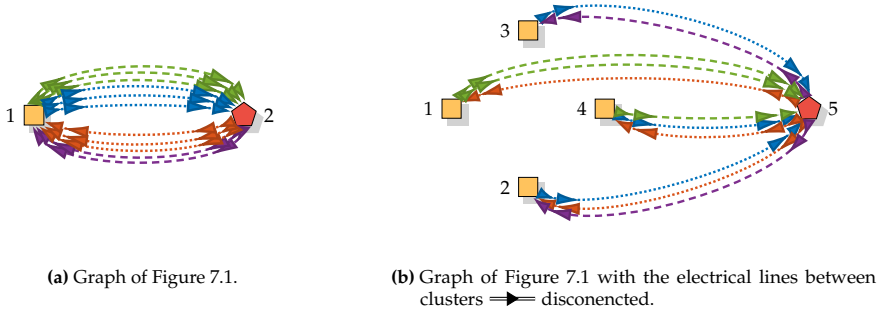 3
1
2
1
4
5
2
(a) Graph of Figure 7.1.
(b) Graph of Figure 7.1 with the electrical lines between
clusters disconencted.